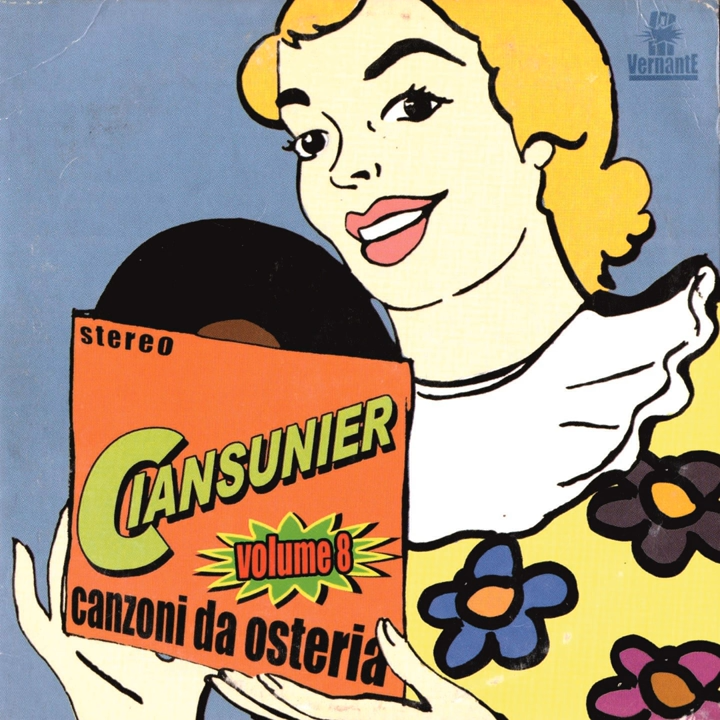 VernantE
stereo
CIANSUNIER
volume 8
canzoni da osteria